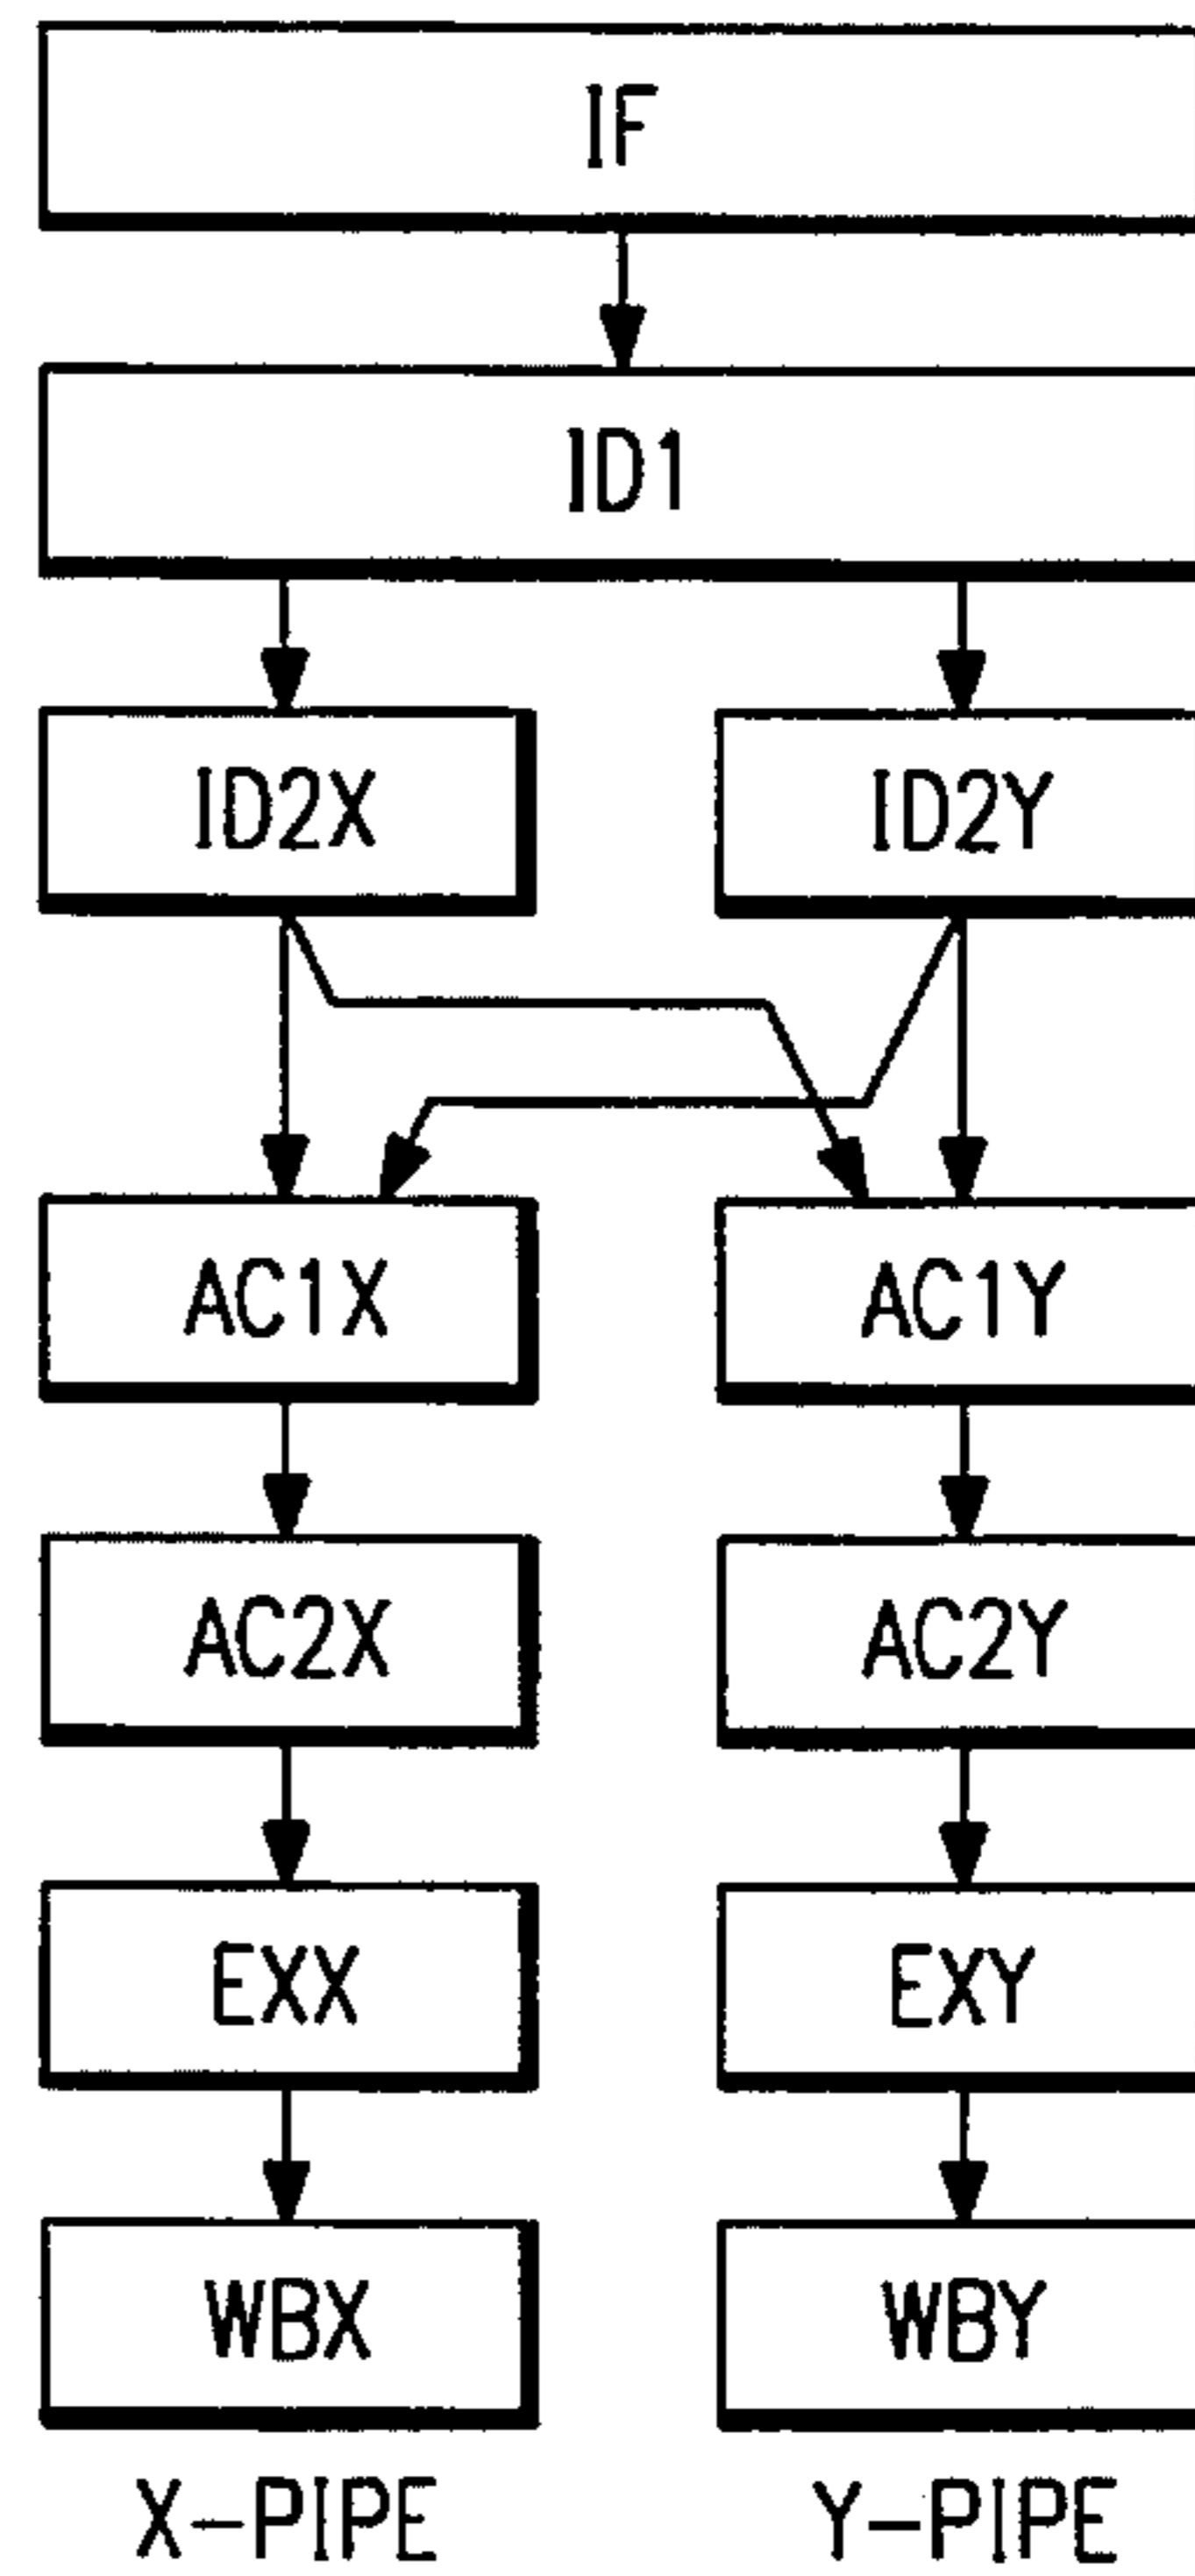 IF
ID1
ID2X ID2Y
AC1X AC1Y
AC2X AC2Y
EXX EXY
WBX WBY
X-PIPE Y-PIPE